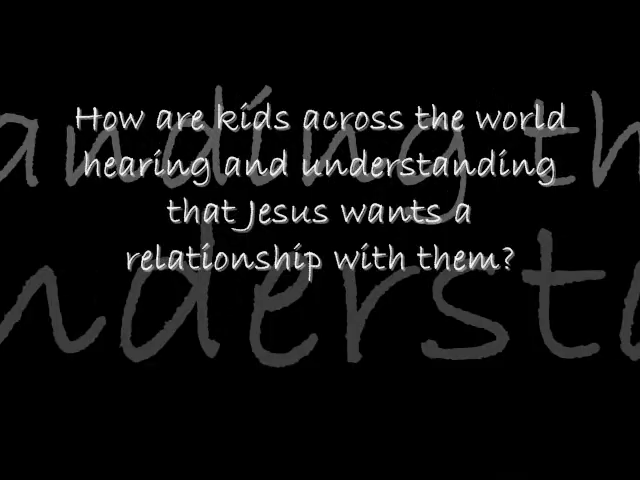 How are kids across the world
hearing and understanding
that Jesus wants a
relationship with them?